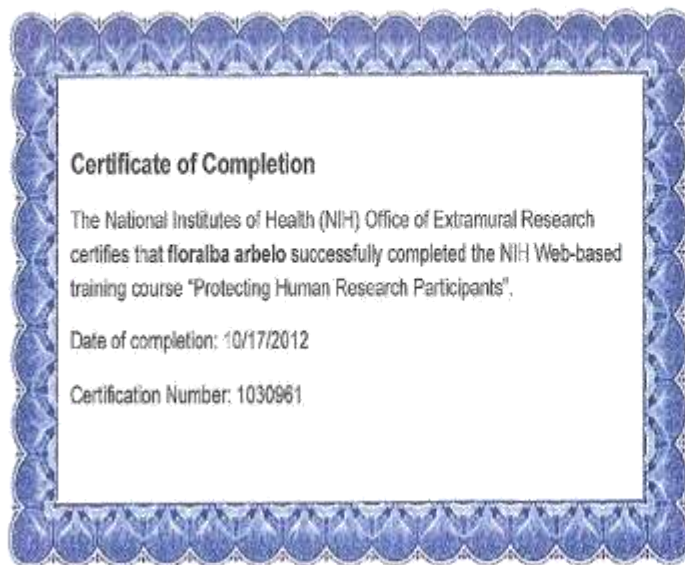 Certificate of Completion
The National Institutes of Health (NIH) Office of Extramural Research
certifies that floralba arbelo successfully completed the NIH Web-based
training course "Protecting Human Research Participants".
Date of completion: 10/17/2012
Certification Number: 1030961